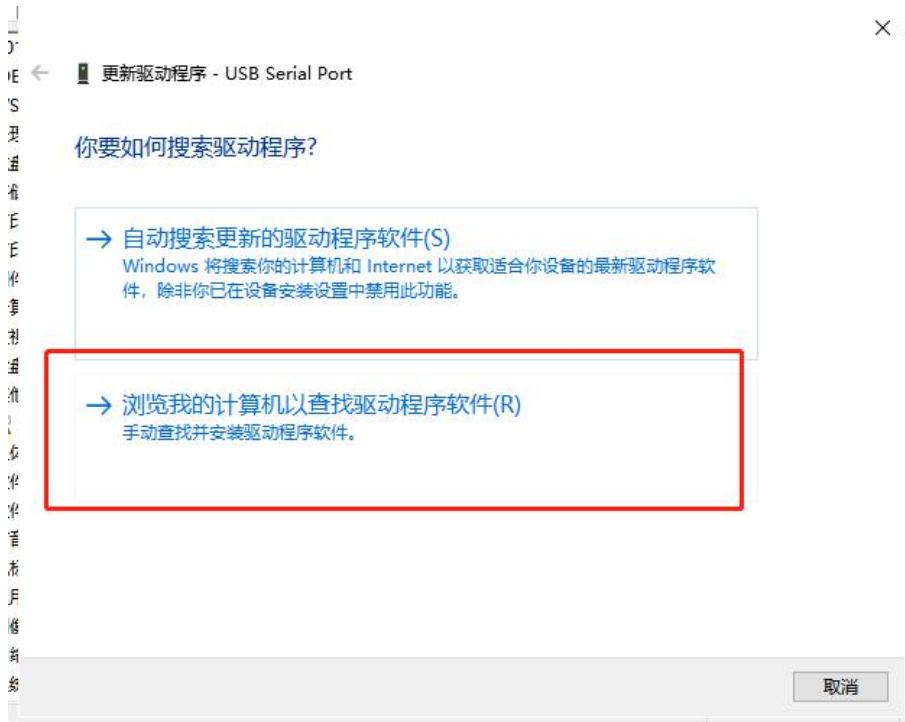 更新驱动程序 - USB Serial Port
你要如何搜索驱动程序?
自动搜索更新的驱动程序软件(S)
Windows 将搜索你的计算机和 Internet 以获取适合你设备的最新驱动程序软
件，除非你已在设备安装设置中禁用此功能。
浏览我的计算机以查找驱动程序软件(R)
手动查找并安装驱动程序软件。
取消